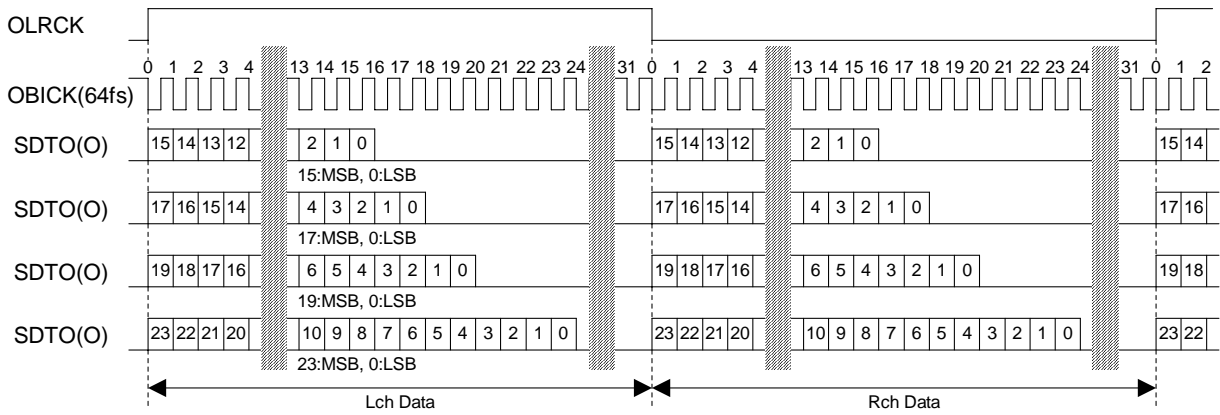 OLRCK
0 1 2 3 4 13 14 15 16 17 18 19 20 21 22 23 24 31 0 1 2 3 4 13 14 15 16 17 18 19 20 21 22 23 24 31 0 1 2
OBICK(64fs)
SDTO(O) 15 14 13 12 2 1 0 15 14 13 12 2 1 0 15 14
15:MSB, 0:LSB
SDTO(O) 17 16 15 14 4 3 2 1 0 17 16 15 14 4 3 2 1 0 17 16
17:MSB, 0:LSB
SDTO(O) 19 18 17 16 6 5 4 3 2 1 0 19 18 17 16 6 5 4 3 2 1 0 19 18
19:MSB, 0:LSB
SDTO(O) 23 22 21 20 10 9 8 7 6 5 4 3 2 1 0 23 22 21 20 10 9 8 7 6 5 4 3 2 1 0 23 22
23:MSB, 0:LSB
Lch Data Rch Data